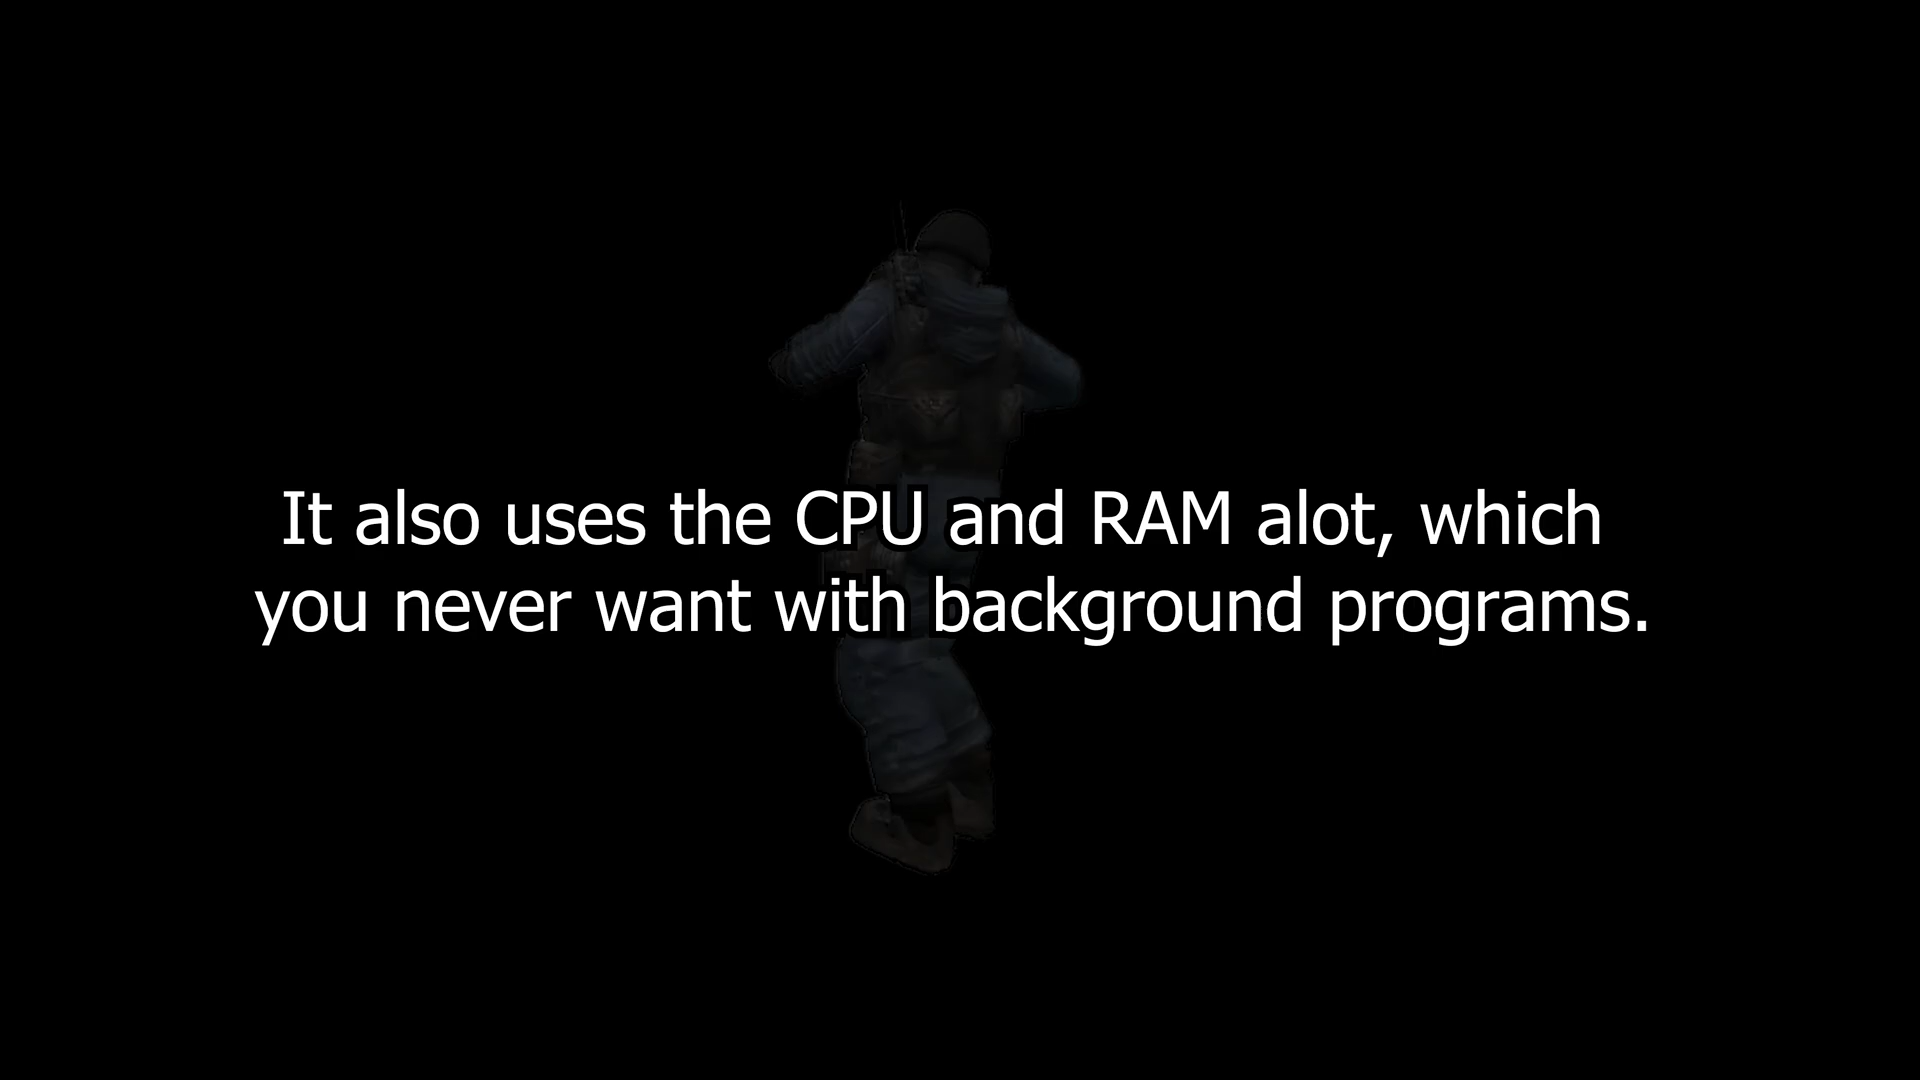 It also uses the CPU and RAM alot, which
you never want with background programs.